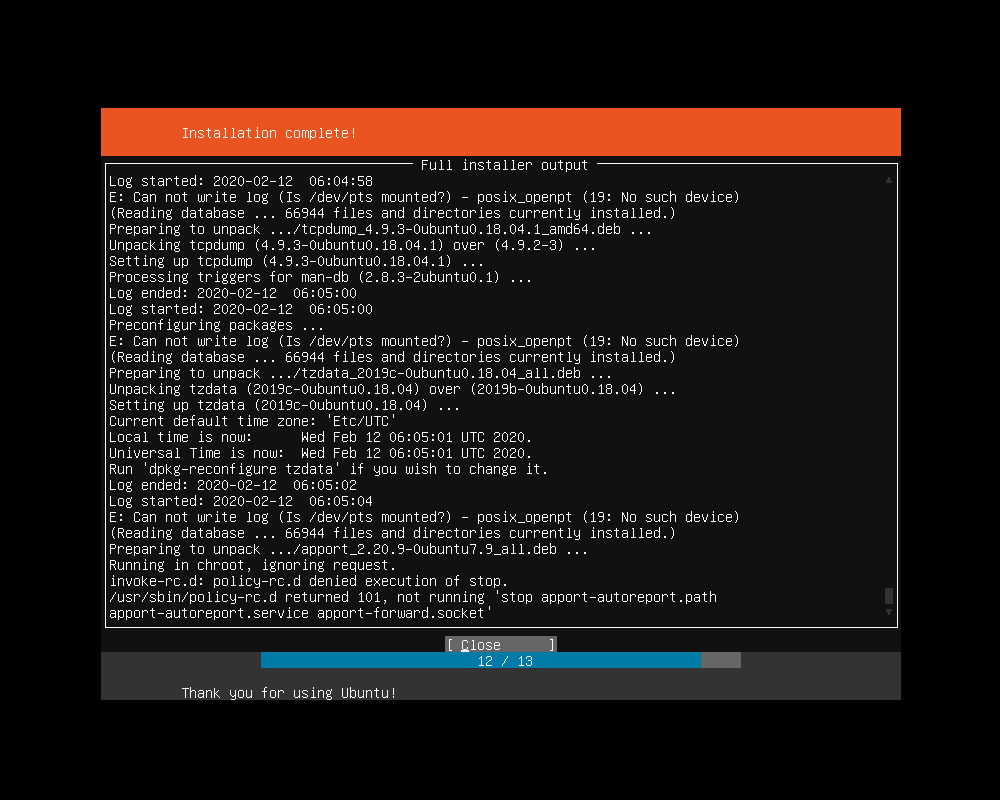 Installation complete!
Full installer output
Log started: 2020-02-12  06:04:58
E: Can not write log (Is /dev/pts mounted?) - posix_openpt (19: No such device)
(Reading database ... 66944 files and directories currently installed.)
Preparing to unpack .../tcpdump_4.9.3-0ubuntu0.18.04.1_amd64.deb ...
Unpacking tcpdump (4.9.3-0ubuntu0.18.04.1) over (4.9.2-3) ...
Setting up tcpdump (4.9.3-0ubuntu0.18.04.1) ...
Processing triggers for man-db (2.8.3-2ubuntu0.1) ...
Log ended: 2020-02-12  06:05:00
Log started: 2020-02-12  06:05:00
Preconfiguring packages ...
E: Can not write log (Is /dev/pts mounted?) - posix_openpt (19: No such device)
(Reading database ... 66944 files and directories currently installed.)
Preparing to unpack .../tzdata_2019c-0ubuntu0.18.04_all.deb ...
Unpacking tzdata (2019c-0ubuntu0.18.04) over (2019b-0ubuntu0.18.04) ...
Setting up tzdata (2019c-0ubuntu0.18.04) ...
Current default time zone: 'Etc/UTC'
Local time is now:      Wed Feb 12 06:05:01 UTC 2020.
Universal Time is now:  Wed Feb 12 06:05:01 UTC 2020.
Run 'dpkg-reconfigure tzdata' if you wish to change it.
Log ended: 2020-02-12  06:05:02
Log started: 2020-02-12  06:05:04
E: Can not write log (Is /dev/pts mounted?) - posix_openpt (19: No such device)
(Reading database ... 66944 files and directories currently installed.)
Preparing to unpack .../apport_2.20.9-0ubuntu7.9_all.deb ...
Running in chroot, ignoring request.
invoke-rc.d: policy-rc.d denied execution of stop.
/usr/sbin/policy-rc.d returned 101, not running 'stop apport-autoreport.path
apport-autoreport.service apport-forward.socket'
[ Close      ]
12 / 13
Thank you for using Ubuntu!